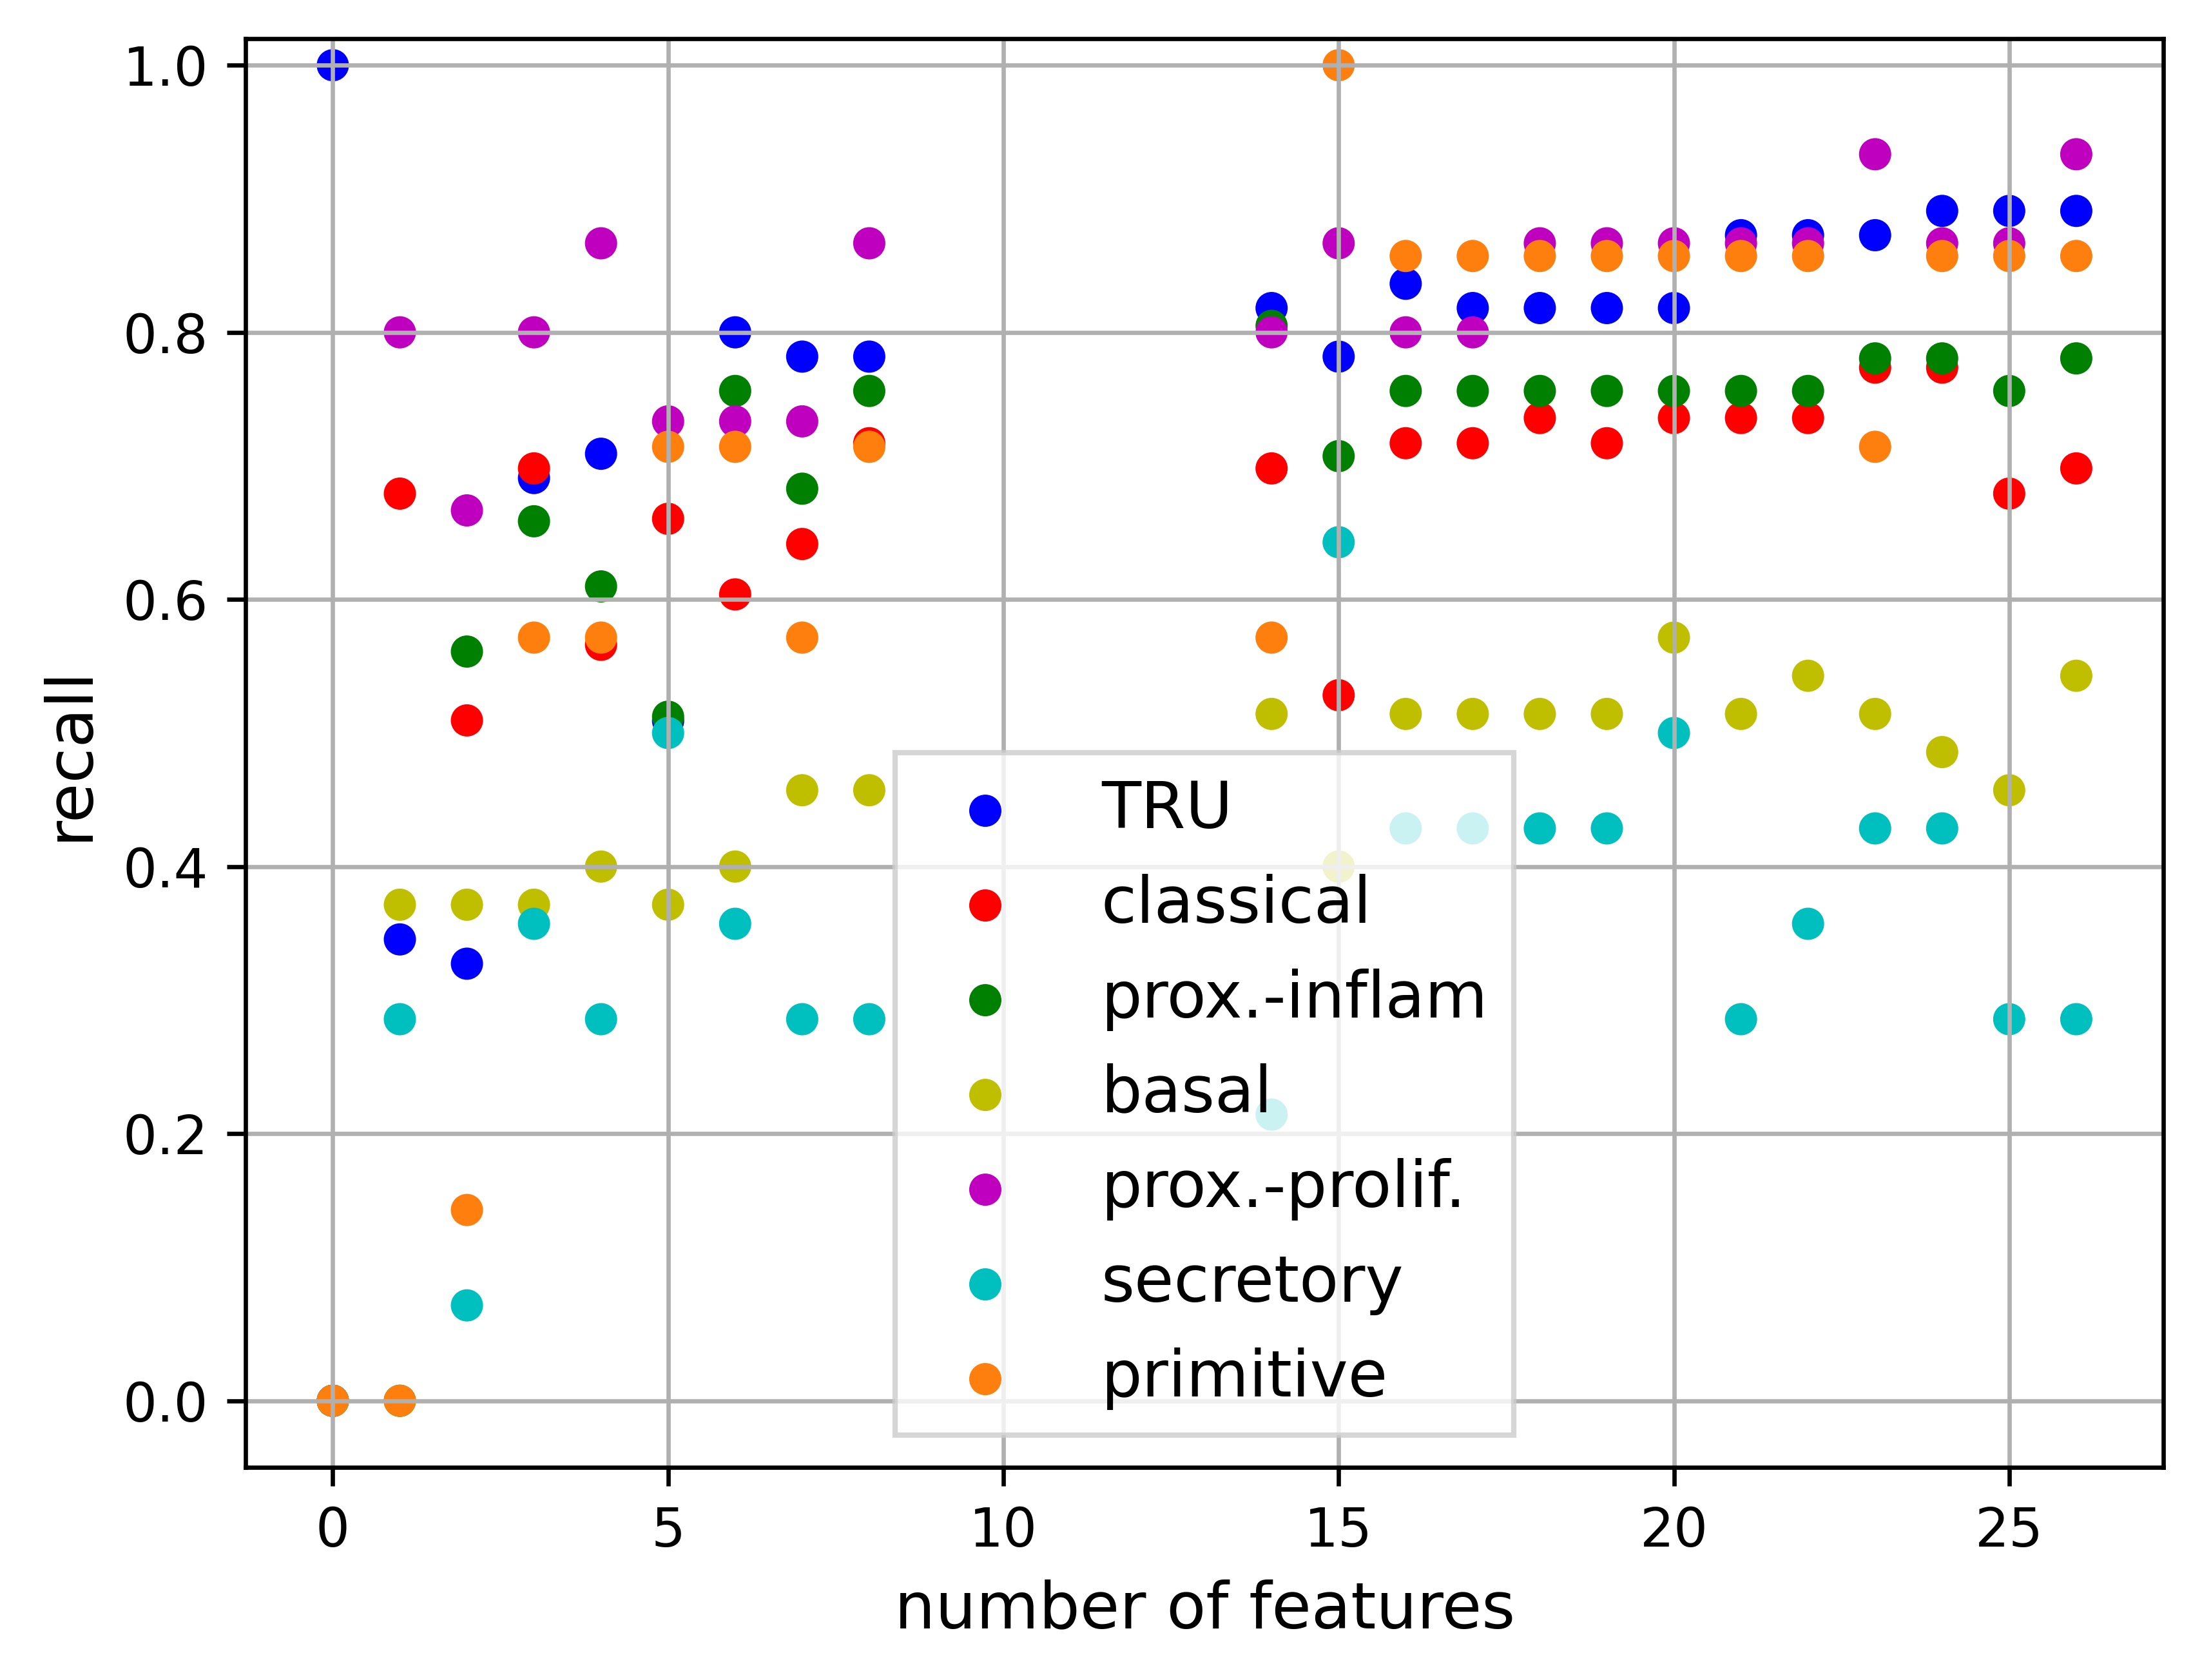 1.0
0.8
0.6
0.4
0.2
0.0
recall
TRU
classical
prox.-inflam
basal
prox.-prolif.
secretory
primitive
0 5 10 15 20 25
number of features